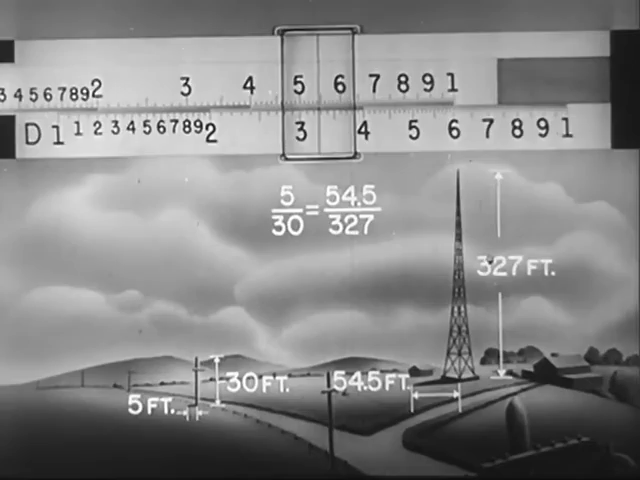 3 4 5 6 7 8 9 2 3 4 5 6 7 8 9 1
D 1 1 2 3 4 5 6 7 8 9 2 3 4 5 6 7 8 9 1
5/30 = 54.5/327
327 FT.
30 FT. 54.5 FT.
5 FT.